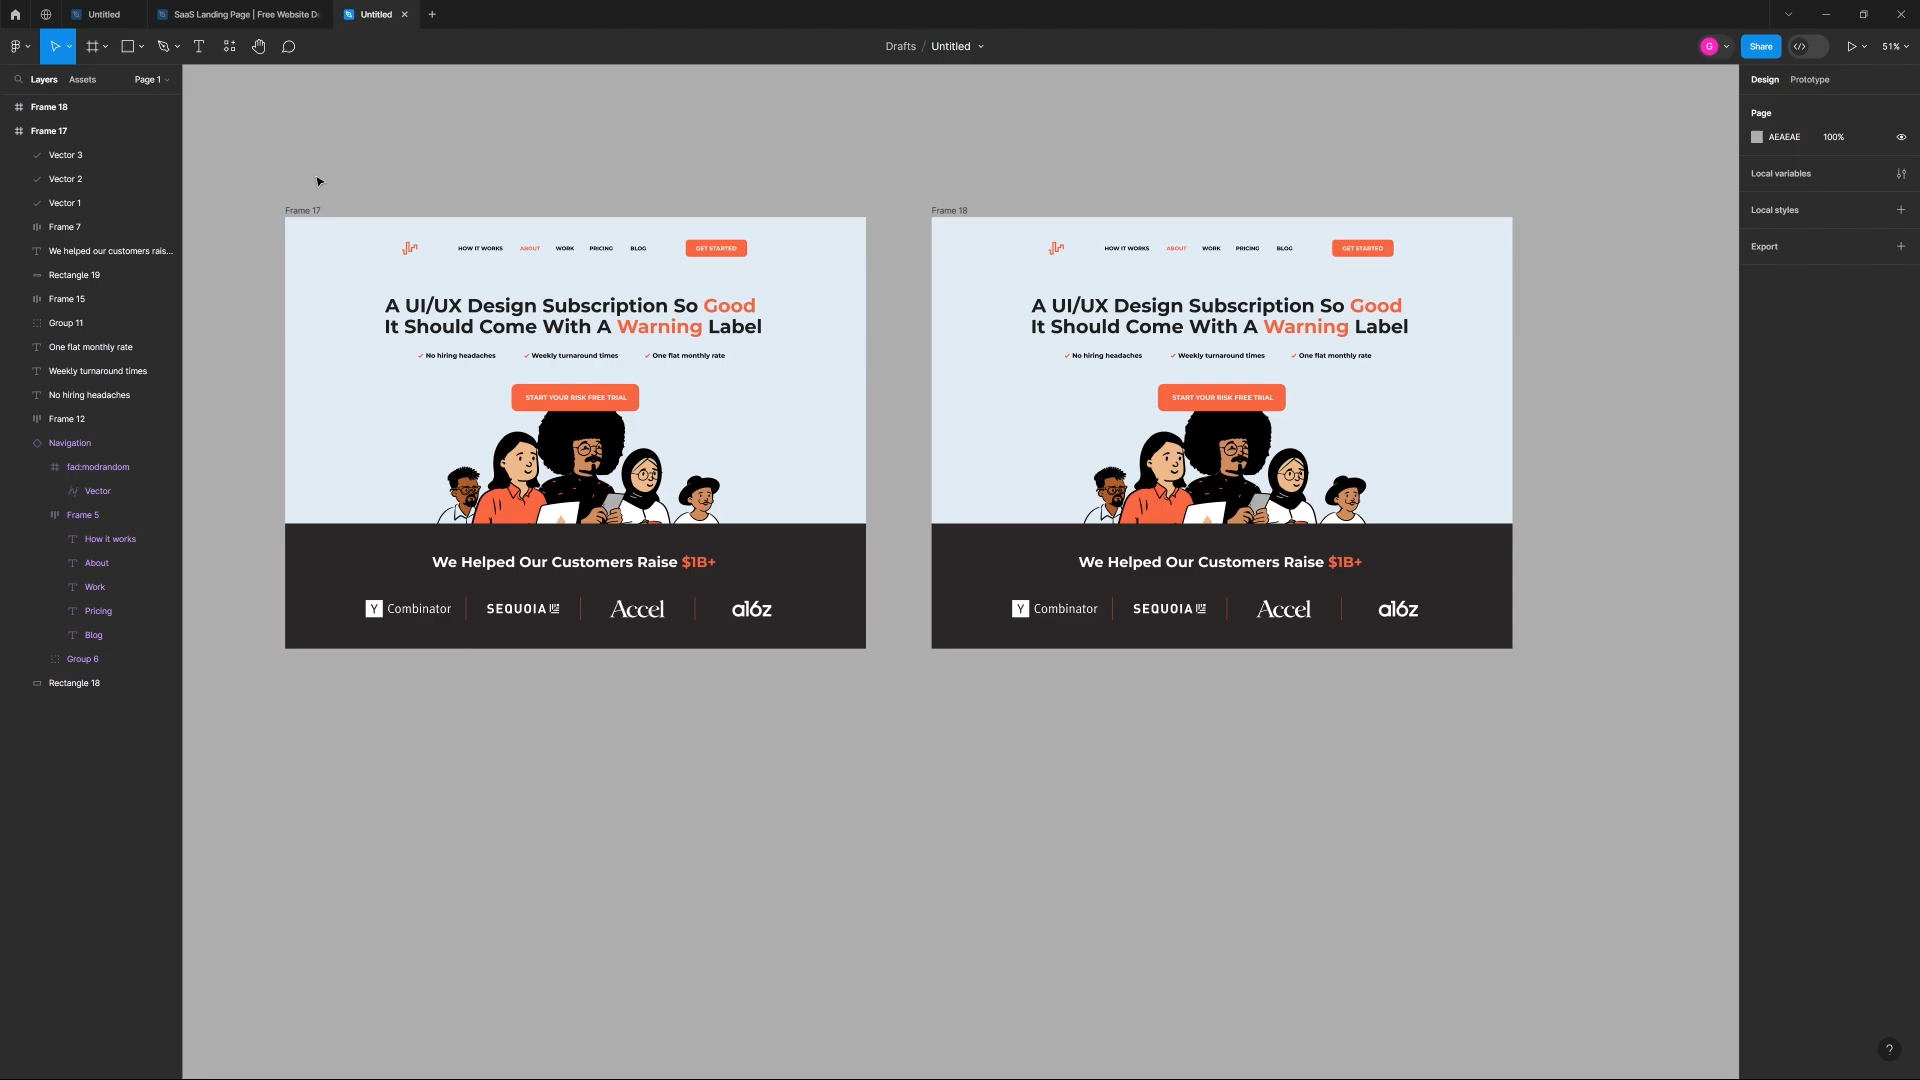 Untitled
SaaS Landing Page | Free Website D
Untitled
Drafts / Untitled
G
Share
51%
Layers
Assets
Page 1
Frame 18
Frame 17
Vector 3
Vector 2
Vector 1
Frame 7
We helped our customers rais...
Rectangle 19
Frame 15
Group 11
One flat monthly rate
Weekly turnaround times
No hiring headaches
Frame 12
Navigation
fad:modrandom
Vector
Frame 5
How it works
About
Work
Pricing
Blog
Group 6
Rectangle 18
Frame 17
HOW IT WORKS ABOUT WORK PRICING BLOG GET STARTED
A UI/UX Design Subscription So Good
It Should Come With A Warning Label
No hiring headaches Weekly turnaround times One flat monthly rate
START YOUR RISK FREE TRIAL
We Helped Our Customers Raise $1B+
Y Combinator SEQUOIA Accel a16z
Frame 18
HOW IT WORKS ABOUT WORK PRICING BLOG GET STARTED
A UI/UX Design Subscription So Good
It Should Come With A Warning Label
No hiring headaches Weekly turnaround times One flat monthly rate
START YOUR RISK FREE TRIAL
We Helped Our Customers Raise $1B+
Y Combinator SEQUOIA Accel a16z
Design
Prototype
Page
AEAEAE 100%
Local variables
Local styles
Export
?